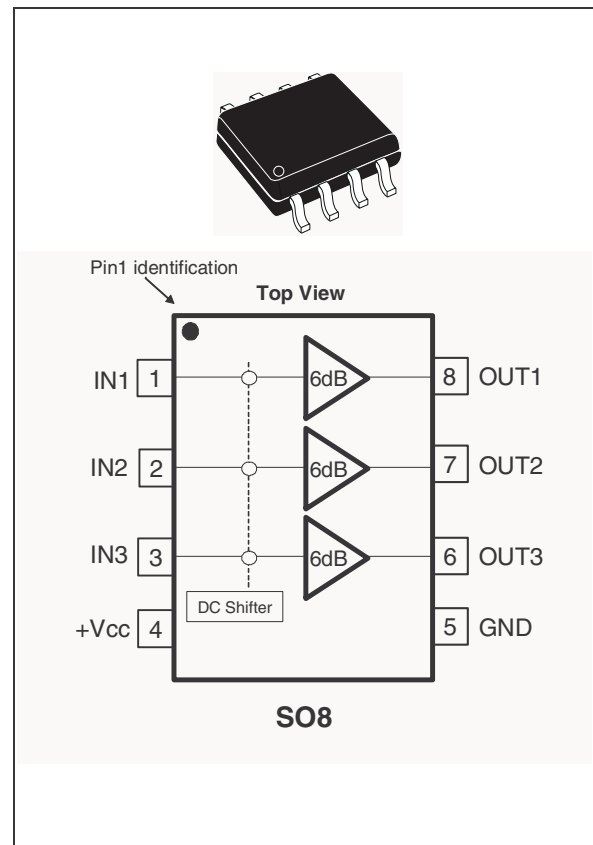 Pin1 identification
Top View
IN1 1 6dB 8 OUT1
IN2 2 6dB 7 OUT2
IN3 3 6dB 6 OUT3
DC Shifter
+Vcc 4 5 GND
SO8